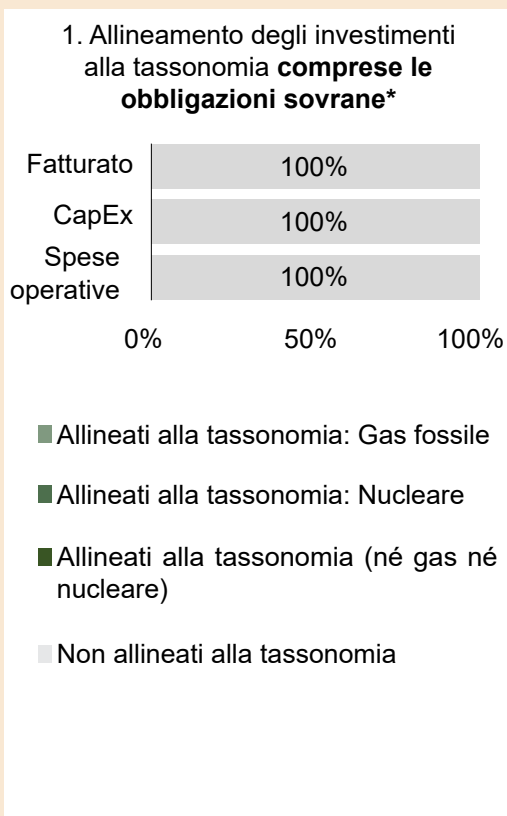 1. Allineamento degli investimenti
alla tassonomia comprese le
obbligazioni sovrane*
Fatturato
100%
CapEx
100%
Spese
operative
100%
0%
50%
100%
Allineati alla tassonomia: Gas fossile
Allineati alla tassonomia: Nucleare
Allineati alla tassonomia (né gas né
nucleare)
Non allineati alla tassonomia